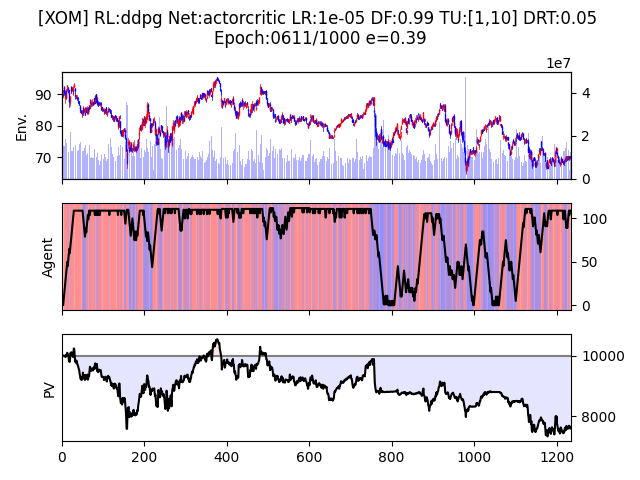 [XOM] RL:ddpg Net:actorcritic LR:1e-05 DF:0.99 TU:[1,10] DRT:0.05
Epoch:0611/1000 e=0.39
1e7
Env.
90
80
70
4
2
0
Agent
100
50
0
PV
10000
8000
0 200 400 600 800 1000 1200